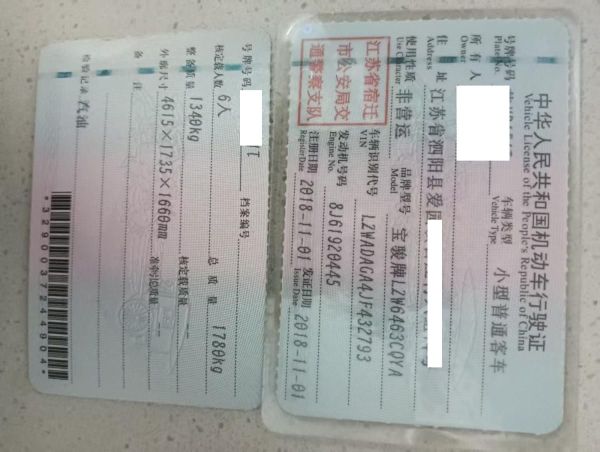 中华人民共和国机动车行驶证
Vehicle License of the People's Republic of China
号牌号码
Plate No.
车辆类型 小型普通客车
Vehicle Type
所有人
Owner
住址 江苏省泗阳县爱园
Address
使用性质 非营运 品牌型号 宝骏牌LZW6463CQYA
Use Character Model
江苏省宿迁
市公安局交
通警察支队
车辆识别代号 LZWADAGA4JF432793
VIN
发动机号码 8J61920445
Engine No.
注册日期 2018-11-01 发证日期 2018-11-01
Register Date Issue Date
号牌号码 档案编号
核定载人数 6人 总质量 1780kg
整备质量 1340kg 核定载质量 --
外廓尺寸 4615×1735×1660mm 准牵引总质量 --
备注
检验记录 汽油
*3290037244904*